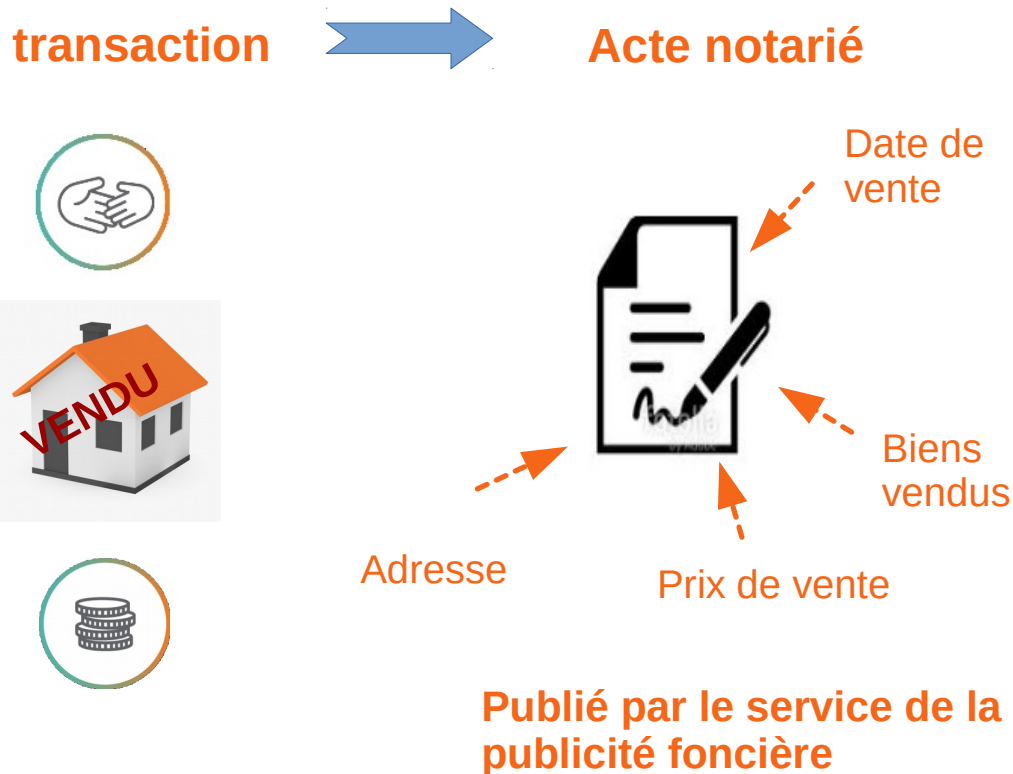 transaction
Acte notarié
Date de
vente
VENDU
Biens
vendus
Adresse
Prix de vente
Publié par le service de la
publicité foncière